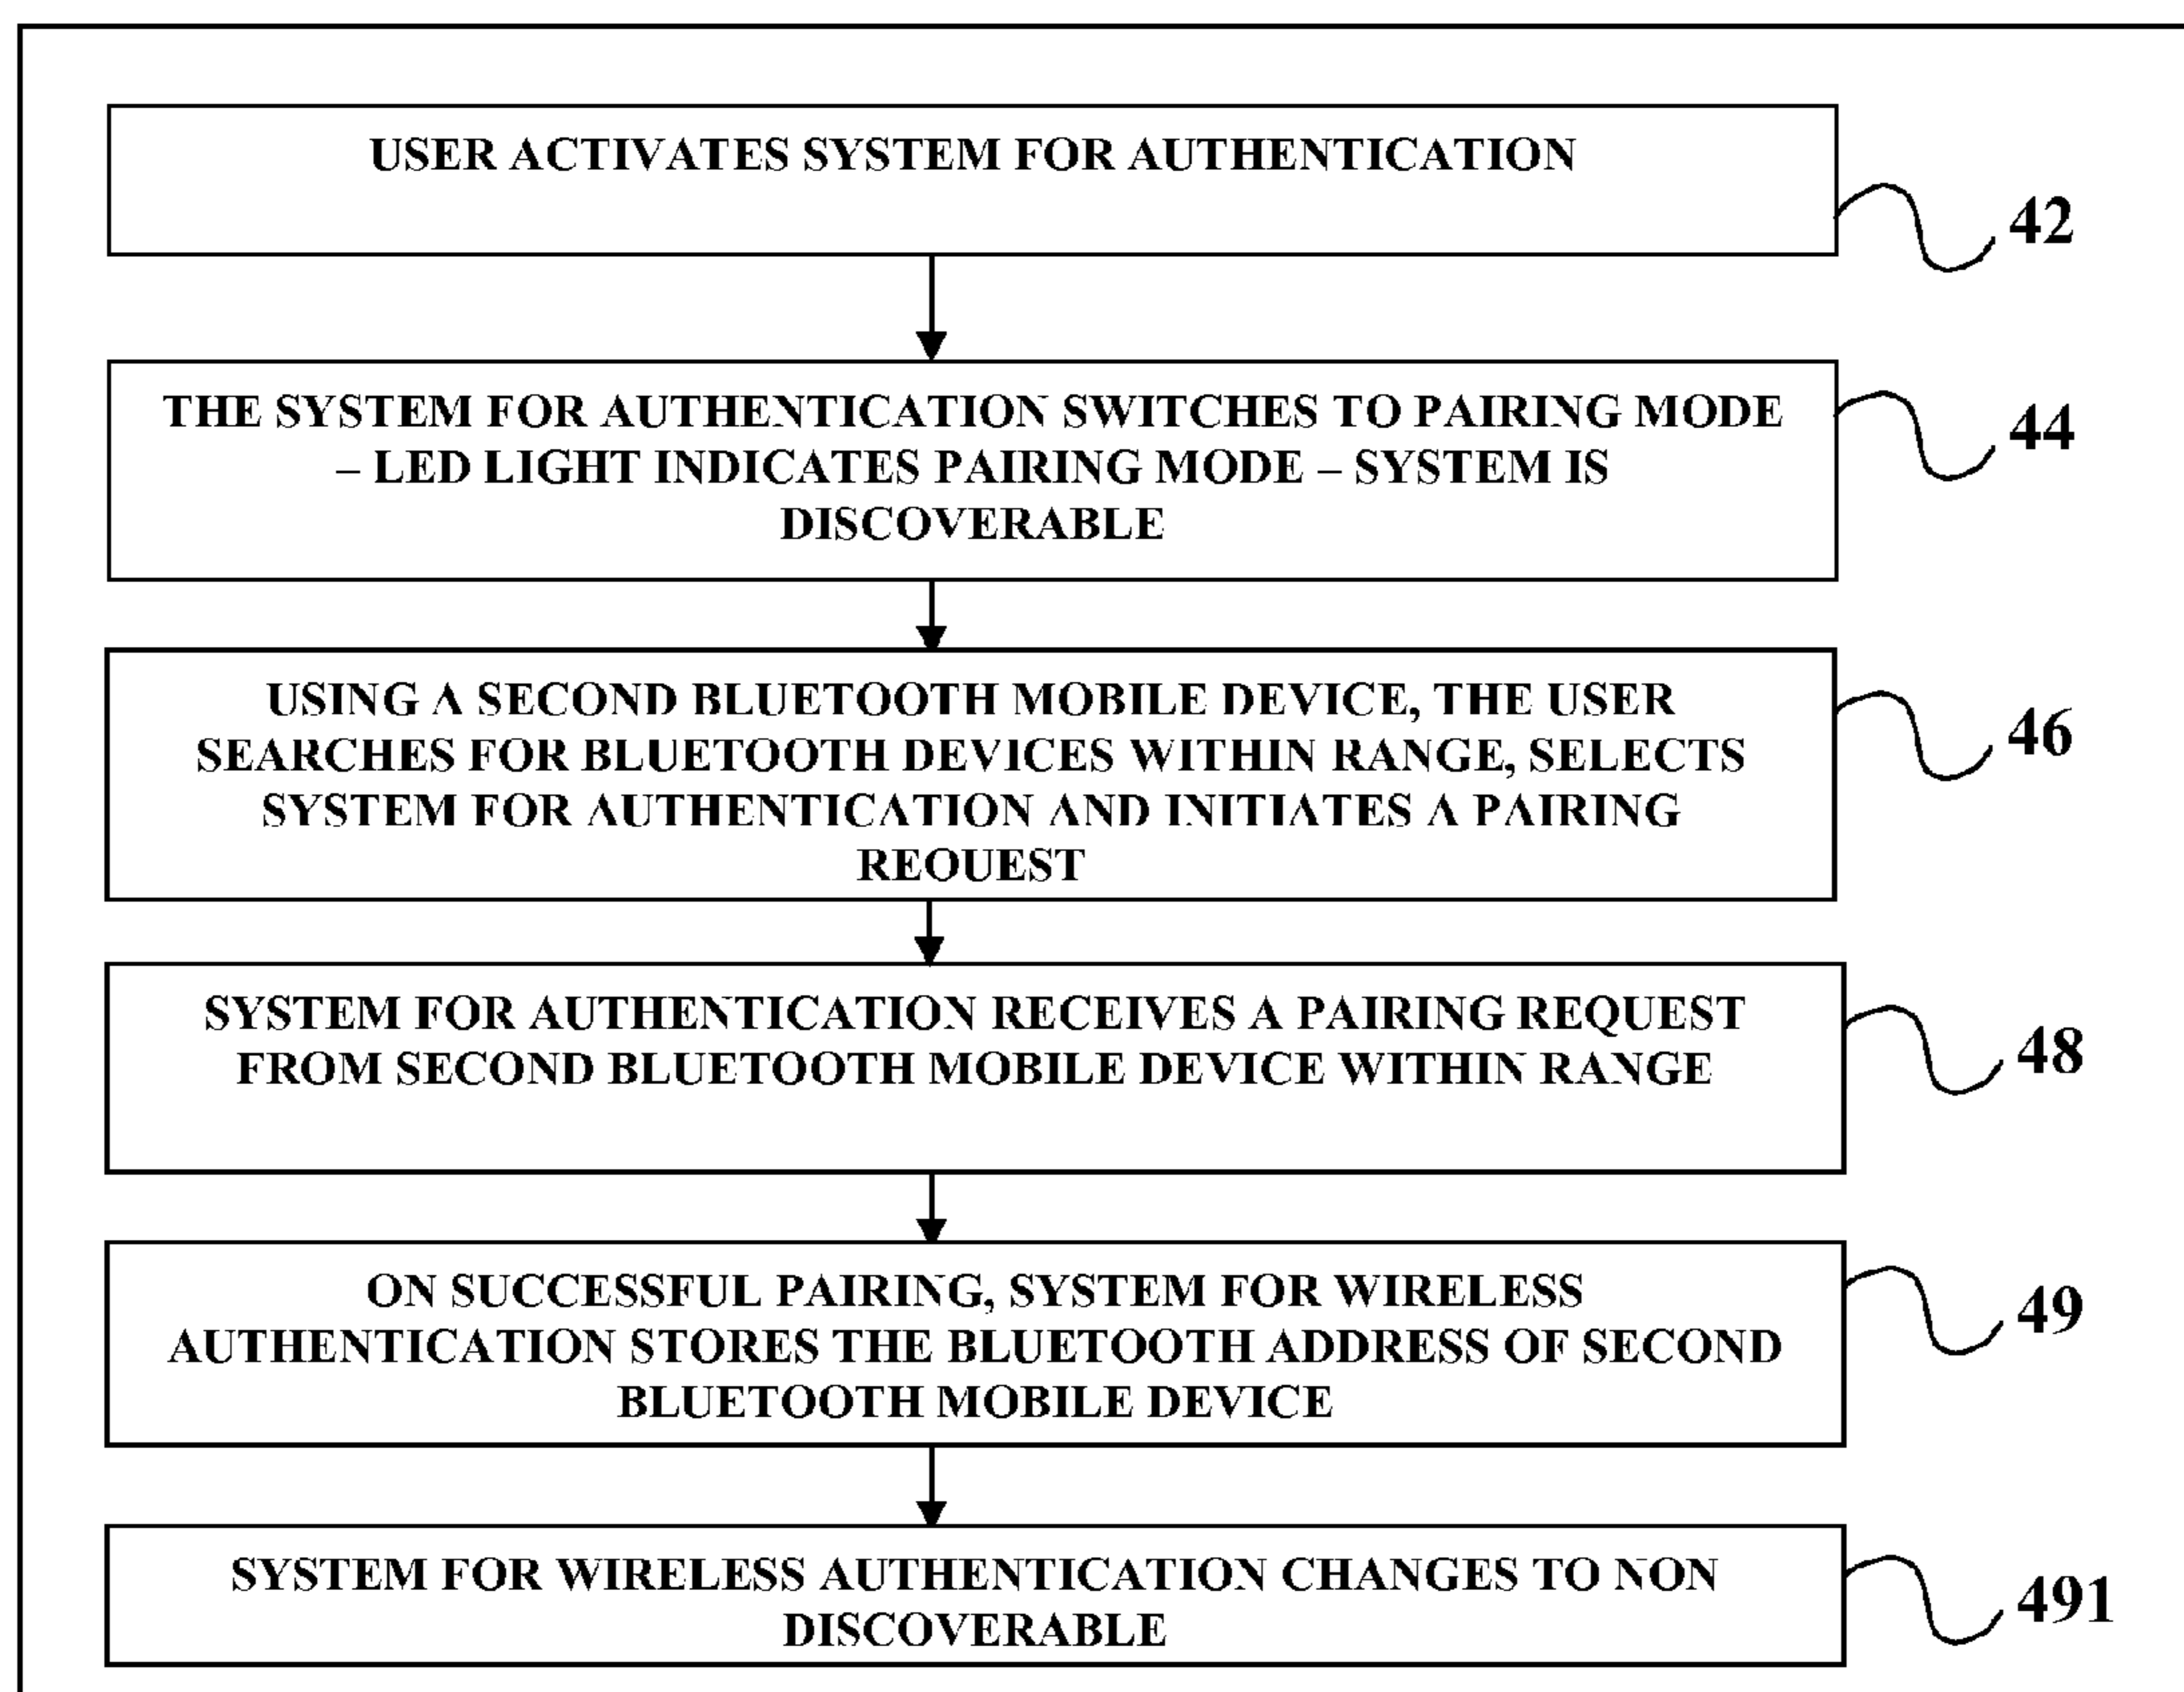 USER ACTIVATES SYSTEM FOR AUTHENTICATION
42
THE SYSTEM FOR AUTHENTICATION SWITCHES TO PAIRING MODE
– LED LIGHT INDICATES PAIRING MODE – SYSTEM IS
DISCOVERABLE
44
USING A SECOND BLUETOOTH MOBILE DEVICE, THE USER
SEARCHES FOR BLUETOOTH DEVICES WITHIN RANGE, SELECTS
SYSTEM FOR AUTHENTICATION AND INITIATES A PAIRING
REQUEST
46
SYSTEM FOR AUTHENTICATION RECEIVES A PAIRING REQUEST
FROM SECOND BLUETOOTH MOBILE DEVICE WITHIN RANGE
48
ON SUCCESSFUL PAIRING, SYSTEM FOR WIRELESS
AUTHENTICATION STORES THE BLUETOOTH ADDRESS OF SECOND
BLUETOOTH MOBILE DEVICE
49
SYSTEM FOR WIRELESS AUTHENTICATION CHANGES TO NON
DISCOVERABLE
491